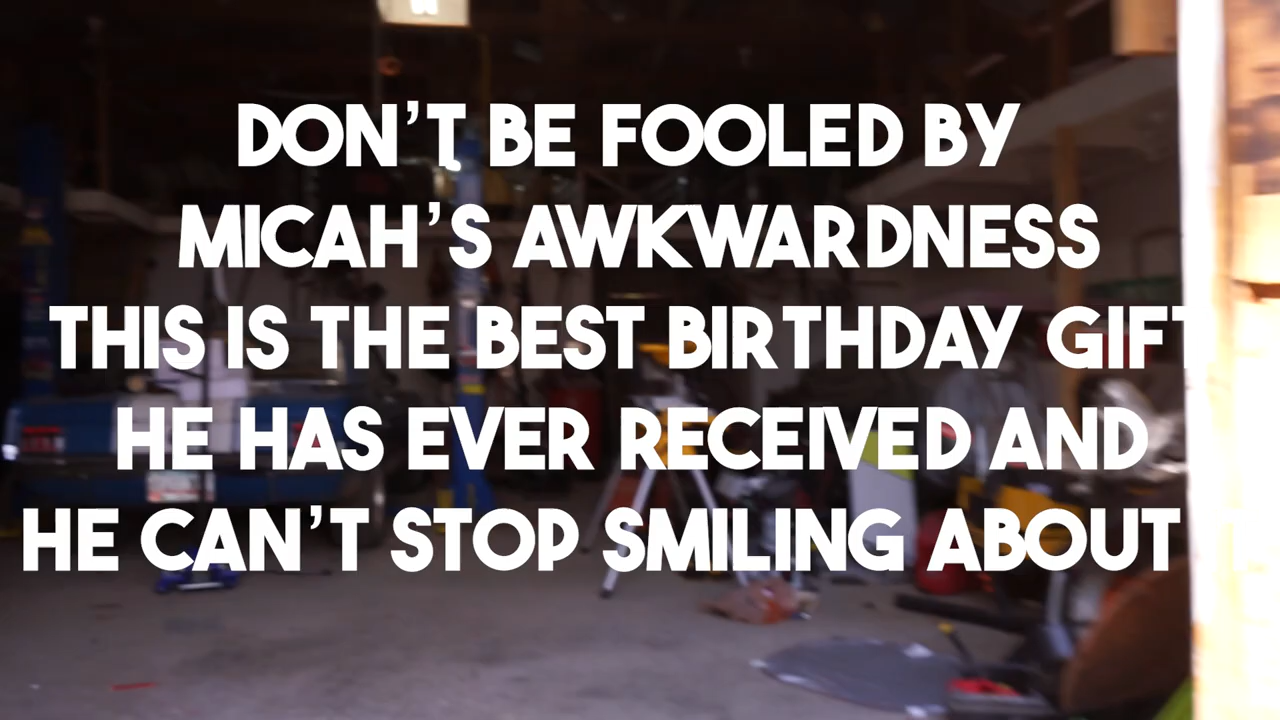 DON'T BE FOOLED BY
MICAH'S AWKWARDNESS
THIS IS THE BEST BIRTHDAY GIFT
HE HAS EVER RECEIVED AND
HE CAN'T STOP SMILING ABOUT